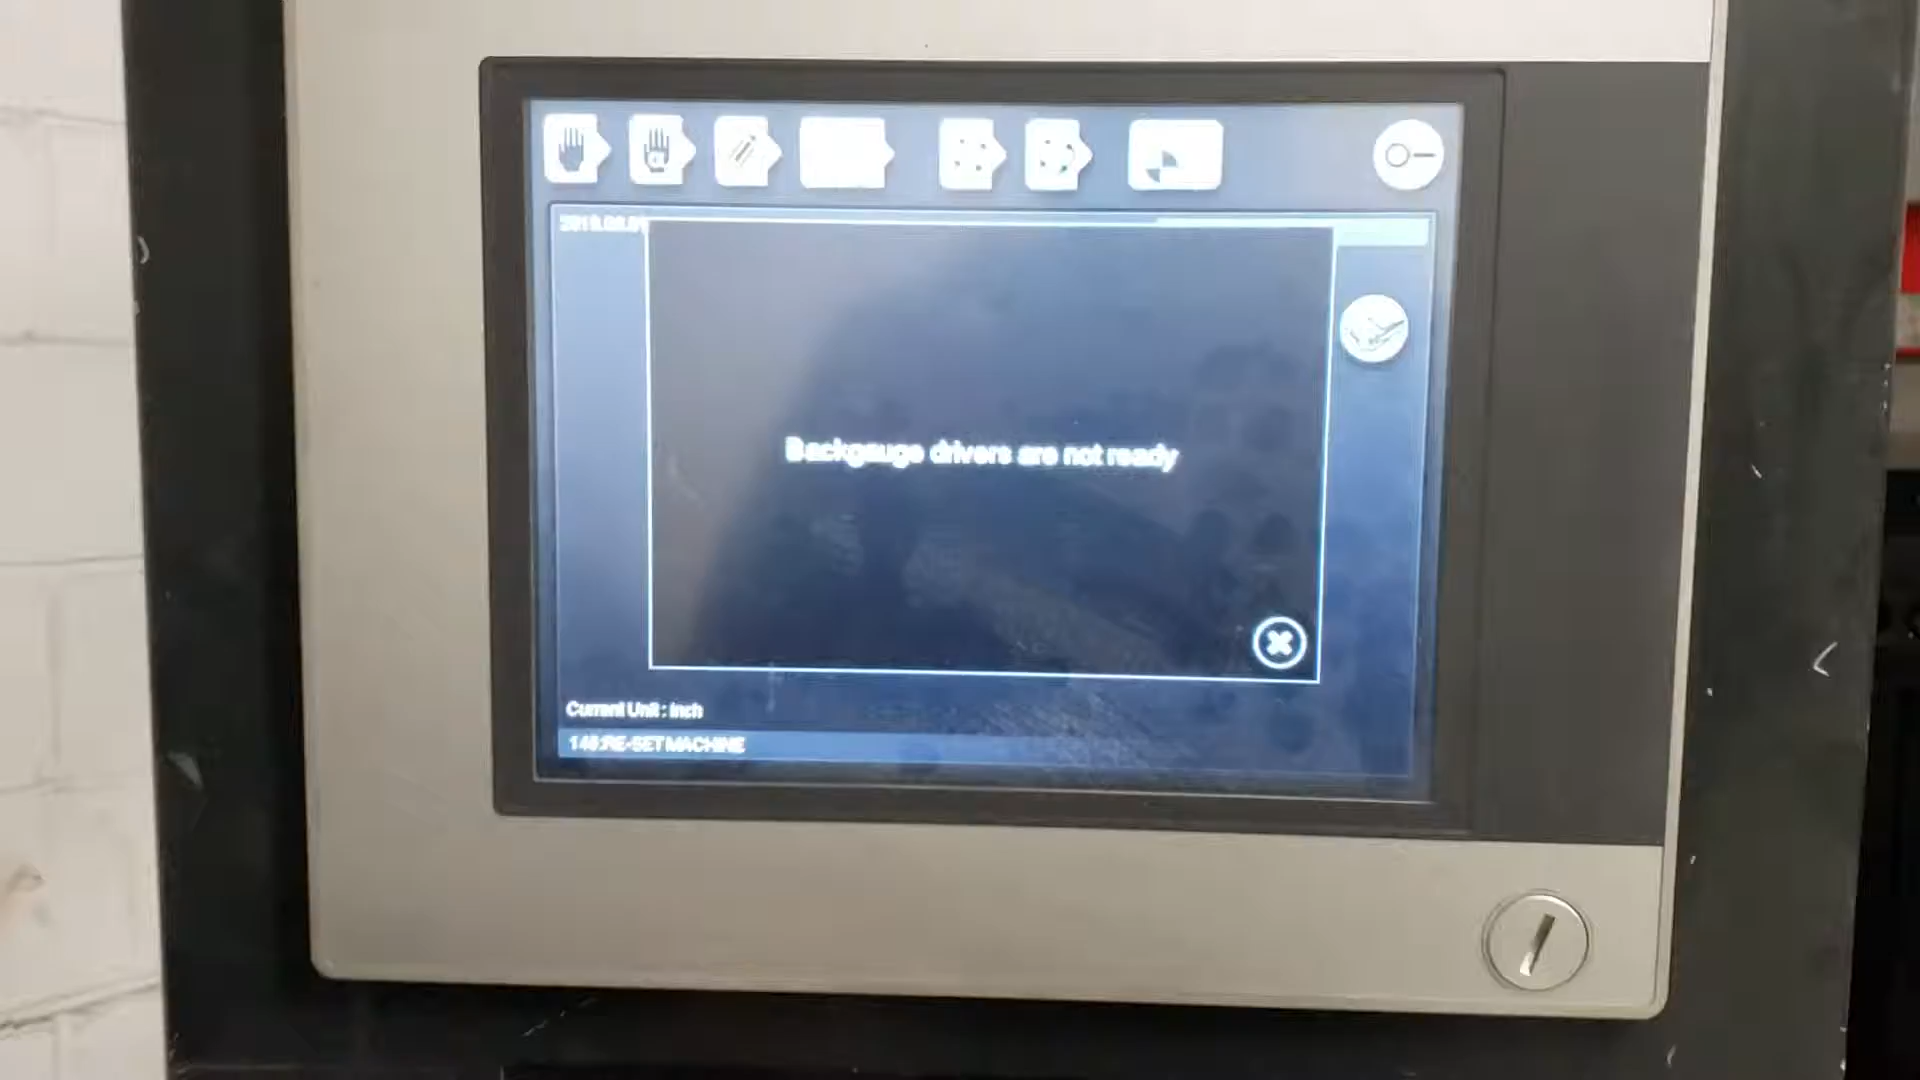 Backgauge drivers are not ready
Current Unit : Inch
RE-SET MACHINE